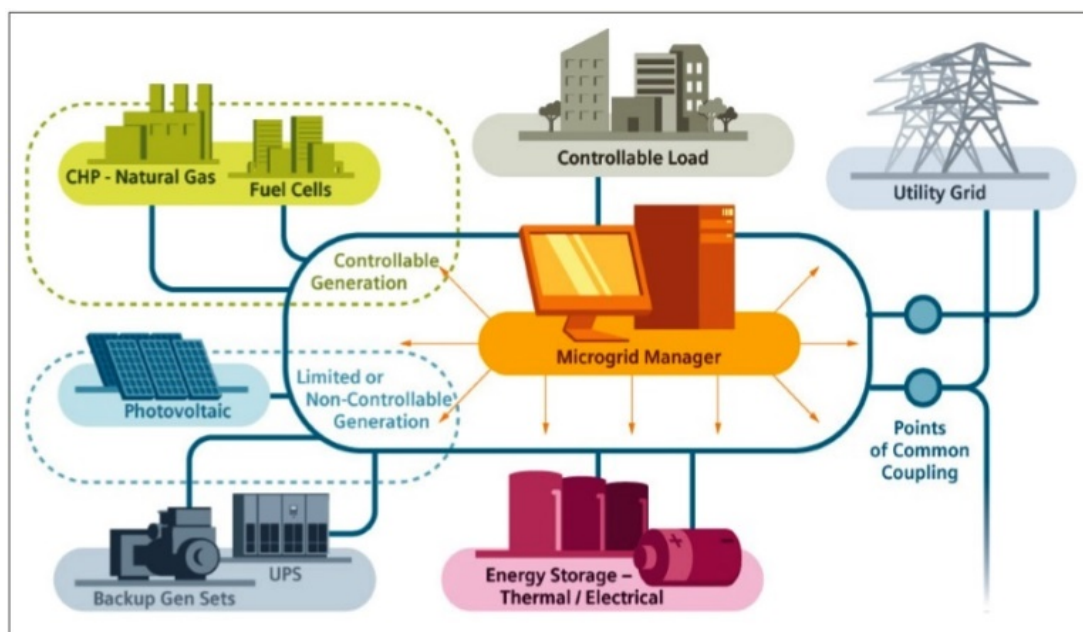 CHP - Natural Gas
Fuel Cells
Controllable Load
Utility Grid
Controllable
Generation
Microgrid Manager
Photovoltaic
Limited or
Non-Controllable
Generation
Points
of Common
Coupling
UPS
Backup Gen Sets
Energy Storage –
Thermal / Electrical